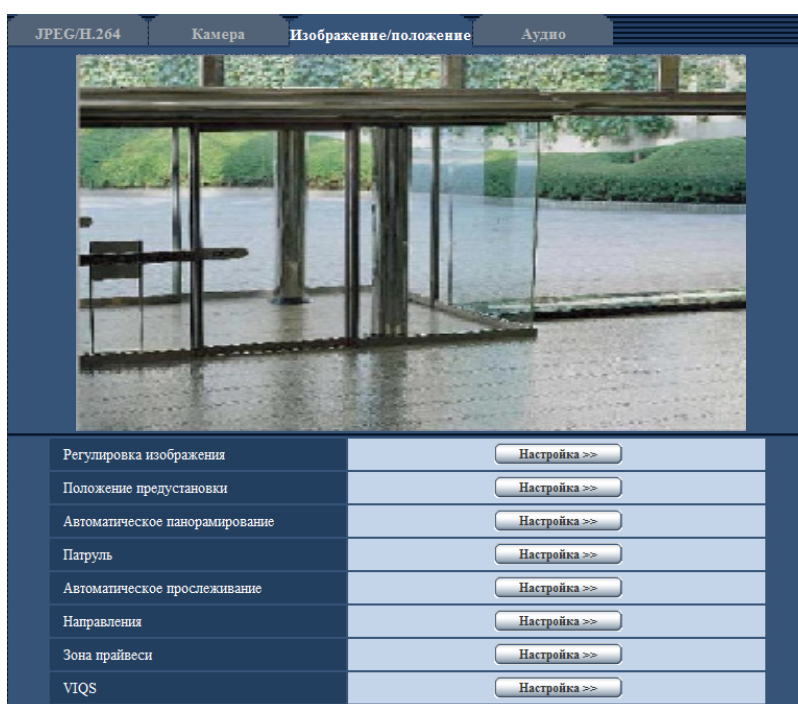 JPEG/H.264 Камера Изображение/положение Аудио
Регулировка изображения Настройка >>
Положение предустановки Настройка >>
Автоматическое панорамирование Настройка >>
Патруль Настройка >>
Автоматическое прослеживание Настройка >>
Направления Настройка >>
Зона прайвеси Настройка >>
VIQS Настройка >>